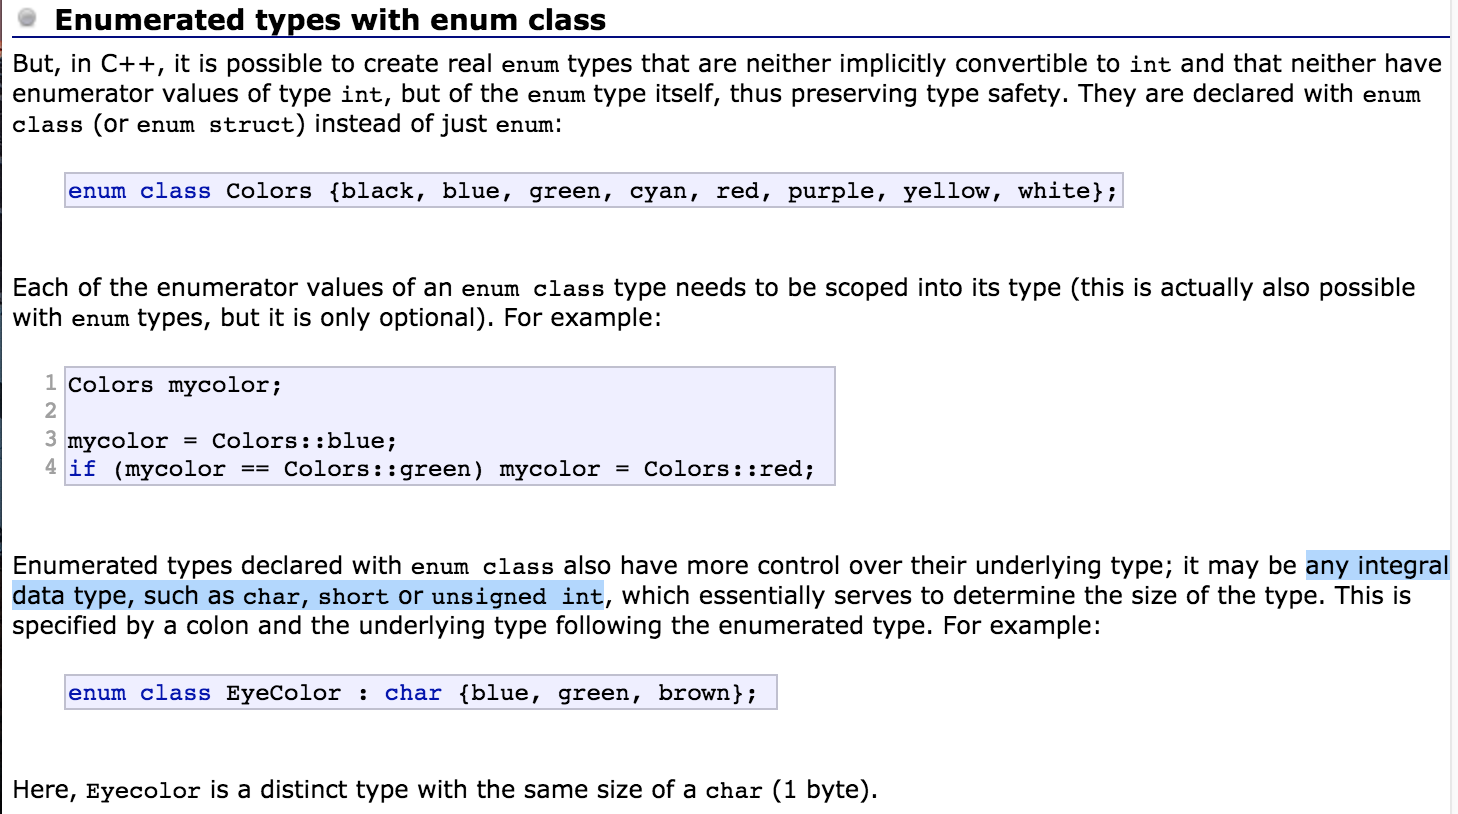 Enumerated types with enum class
But, in C++, it is possible to create real enum types that are neither implicitly convertible to int and that neither have
enumerator values of type int, but of the enum type itself, thus preserving type safety. They are declared with enum
class (or enum struct) instead of just enum:
enum class Colors {black, blue, green, cyan, red, purple, yellow, white};
Each of the enumerator values of an enum class type needs to be scoped into its type (this is actually also possible
with enum types, but it is only optional). For example:
1 Colors mycolor;
2
3 mycolor = Colors::blue;
4 if (mycolor == Colors::green) mycolor = Colors::red;
Enumerated types declared with enum class also have more control over their underlying type; it may be any integral
data type, such as char, short or unsigned int, which essentially serves to determine the size of the type. This is
specified by a colon and the underlying type following the enumerated type. For example:
enum class EyeColor : char {blue, green, brown};
Here, Eyecolor is a distinct type with the same size of a char (1 byte).